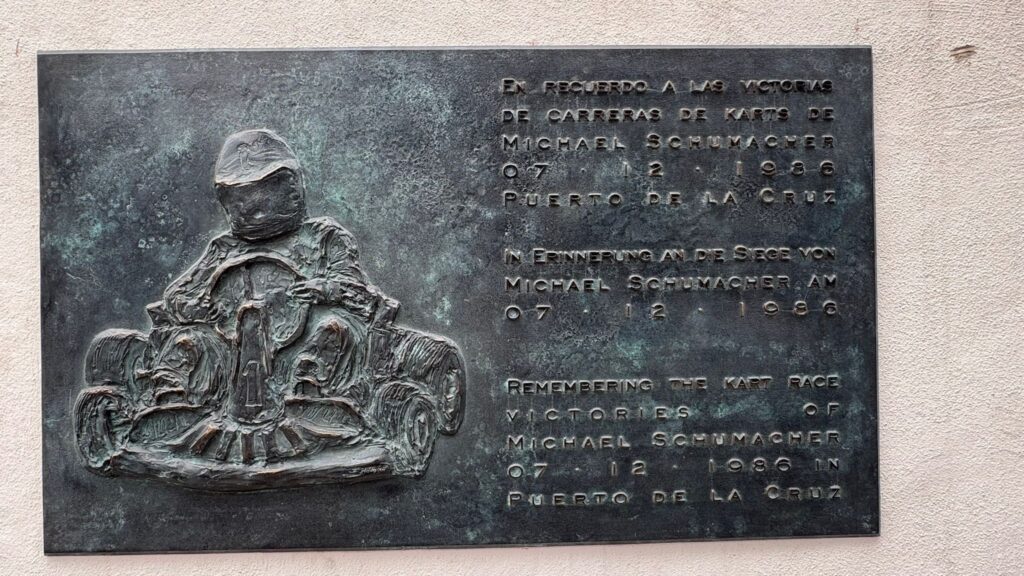 EN RECUERDO A LAS VICTORIAS
DE CARRERAS DE KARTS DE
MICHAEL SCHUMACHER
07 · 12 · 1986
PUERTO DE LA CRUZ
IN ERINNERUNG AN DIE SIEGE VON
MICHAEL SCHUMACHER AM
07 · 12 · 1986
REMEMBERING THE KART RACE
VICTORIES OF
MICHAEL SCHUMACHER
07 · 12 · 1986 IN
PUERTO DE LA CRUZ